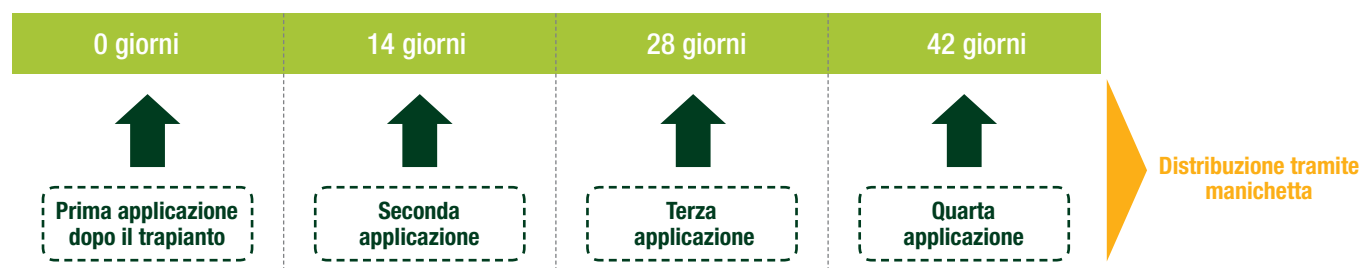 0 giorni
14 giorni
28 giorni
42 giorni
Prima applicazione
dopo il trapianto
Seconda
applicazione
Terza
applicazione
Quarta
applicazione
Distribuzione tramite
manichetta